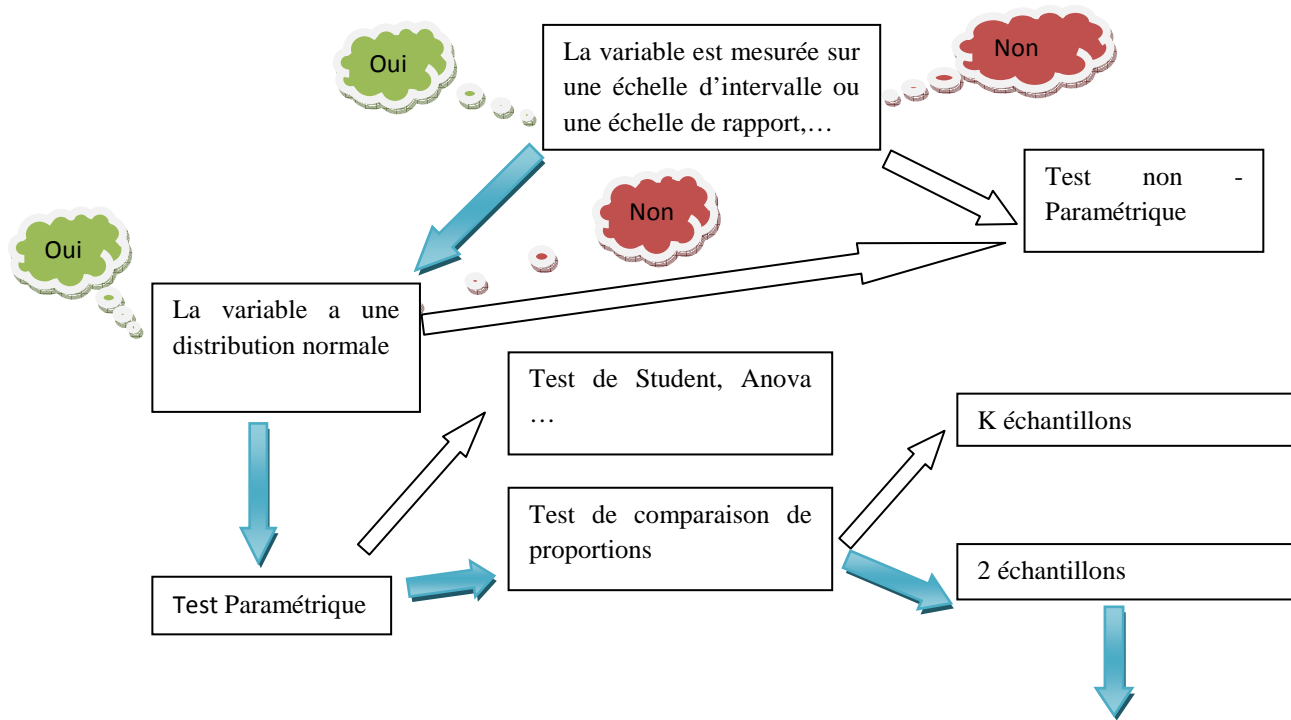 Oui
La variable est mesurée sur
une échelle d'intervalle ou
une échelle de rapport,…
Non
Test non -
Paramétrique
Non
Oui
La variable a une
distribution normale
Test de Student, Anova
…
K échantillons
Test de comparaison de
proportions
2 échantillons
Test Paramétrique